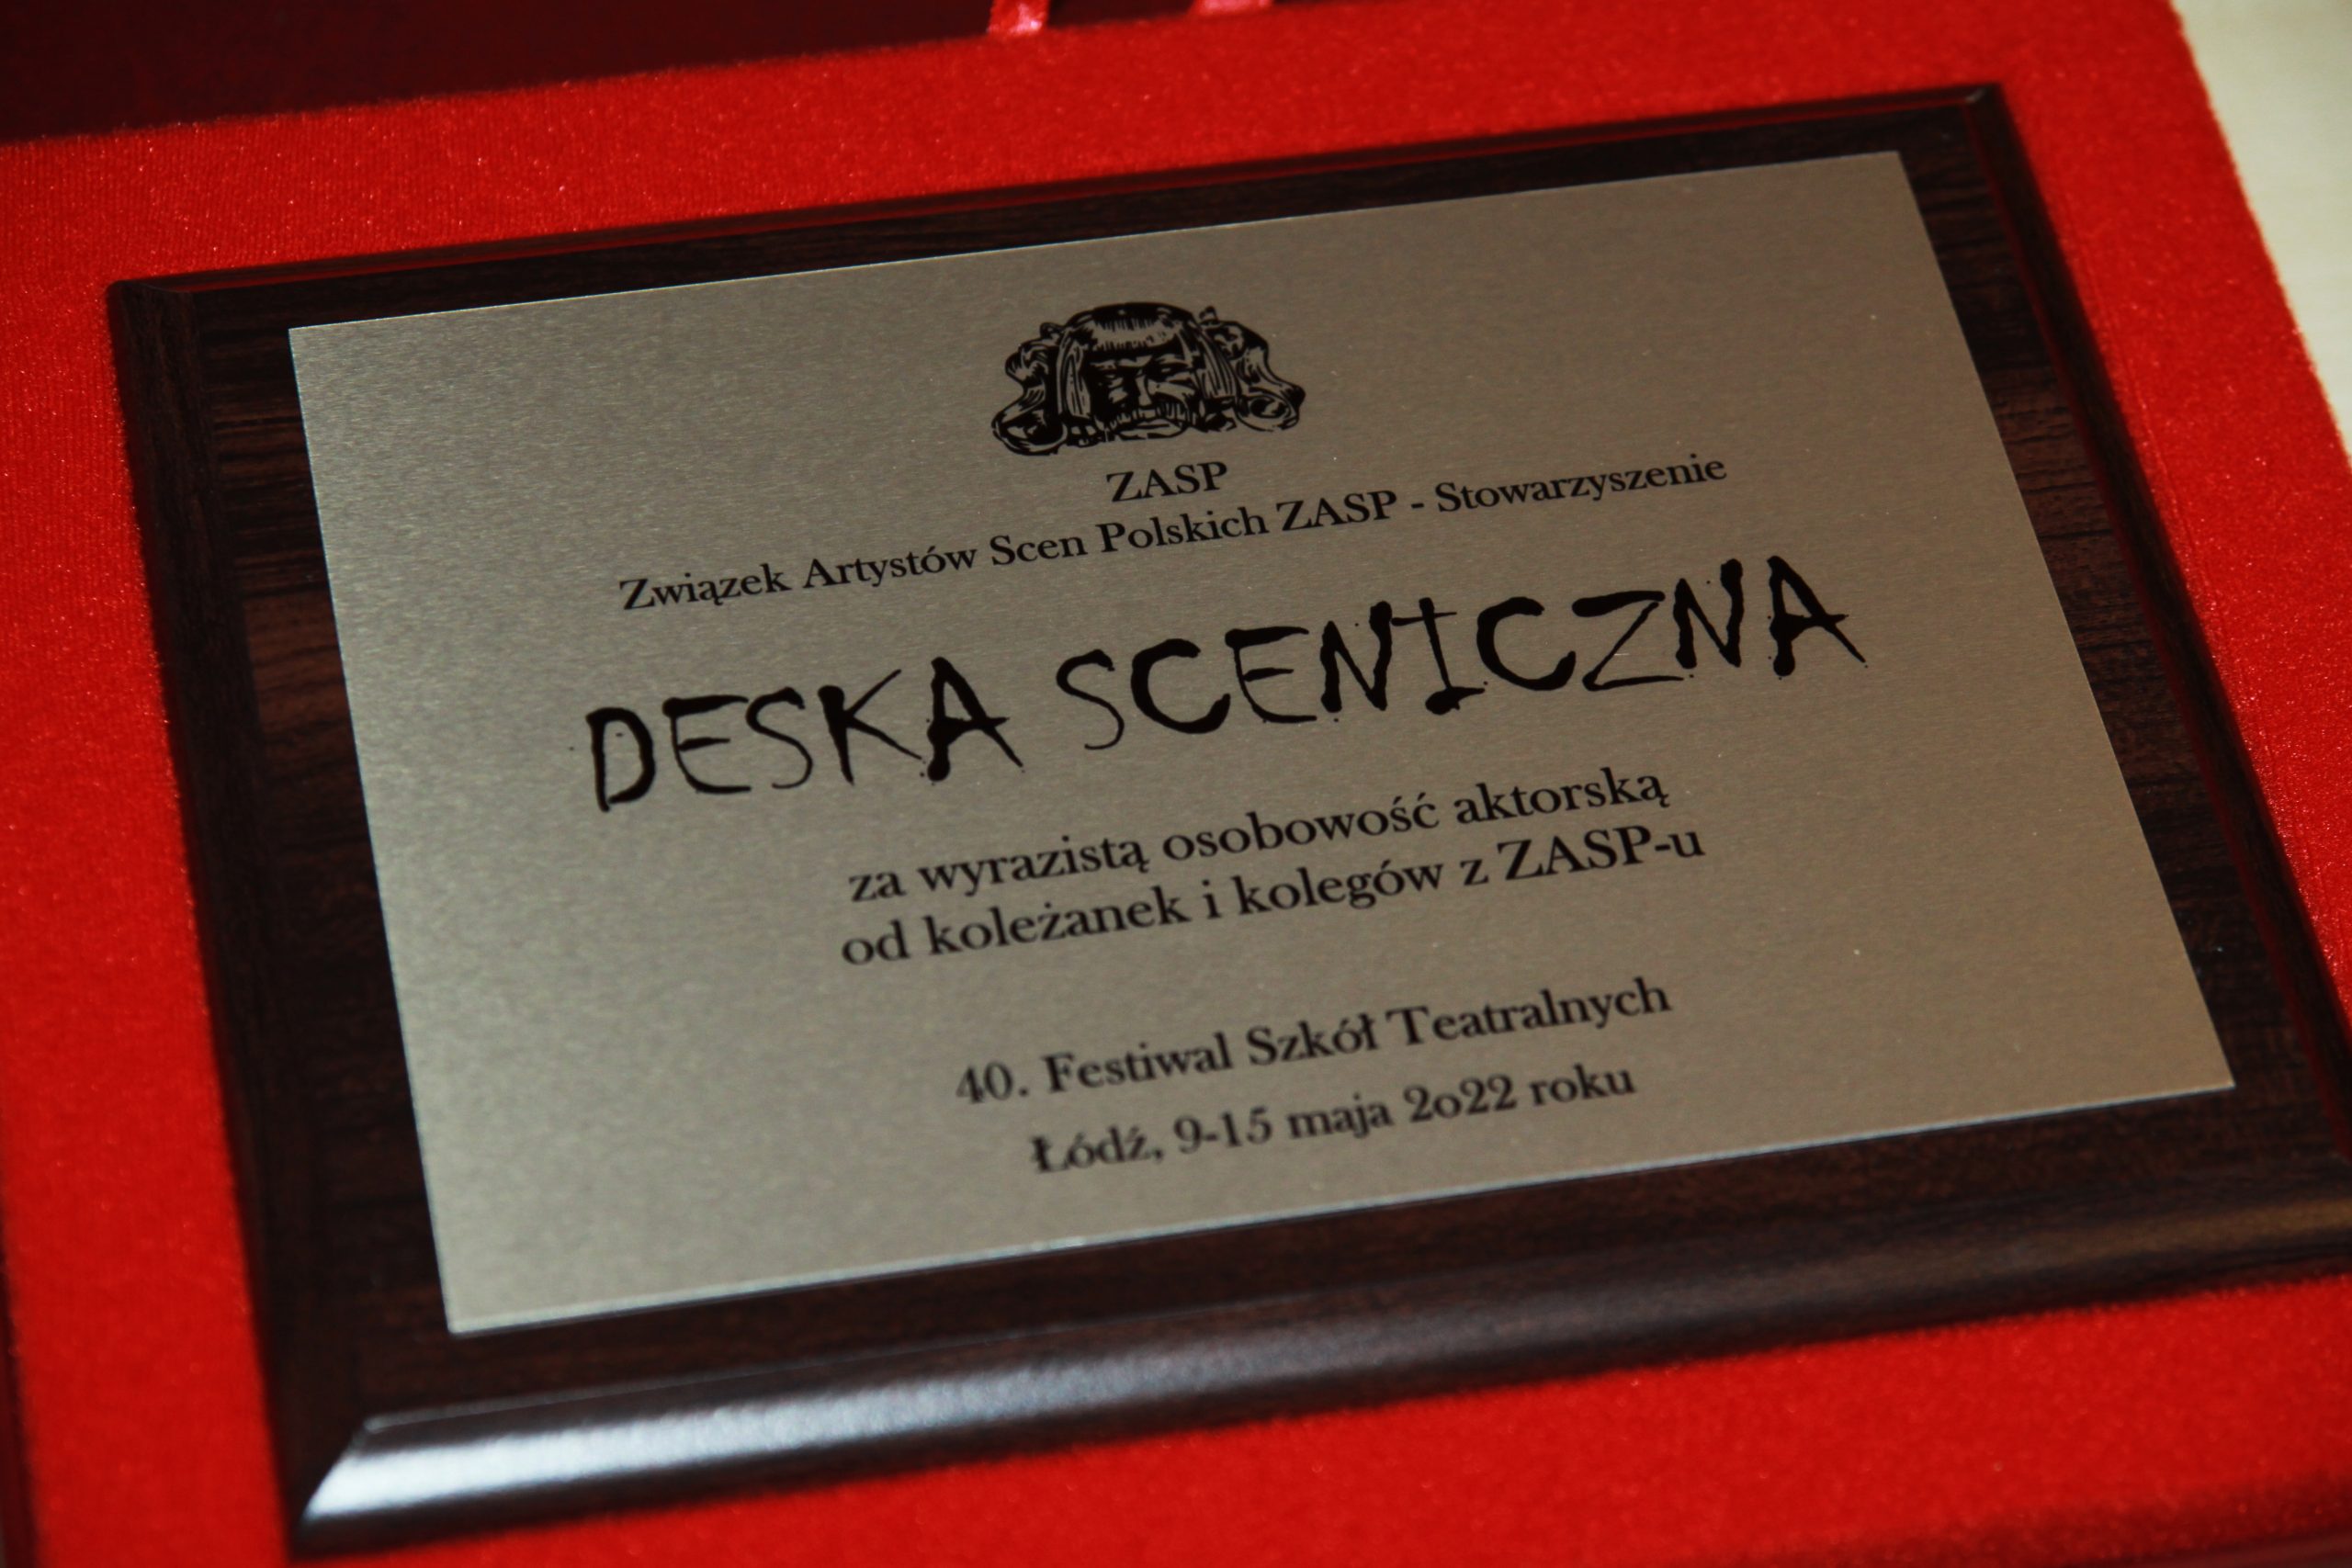 ZASP
Związek Artystów Scen Polskich ZASP - Stowarzyszenie
DESKA SCENICZNA
za wyrazistą osobowość aktorską
od koleżanek i kolegów z ZASP-u
40. Festiwal Szkół Teatralnych
Łódź, 9-15 maja 2022 roku